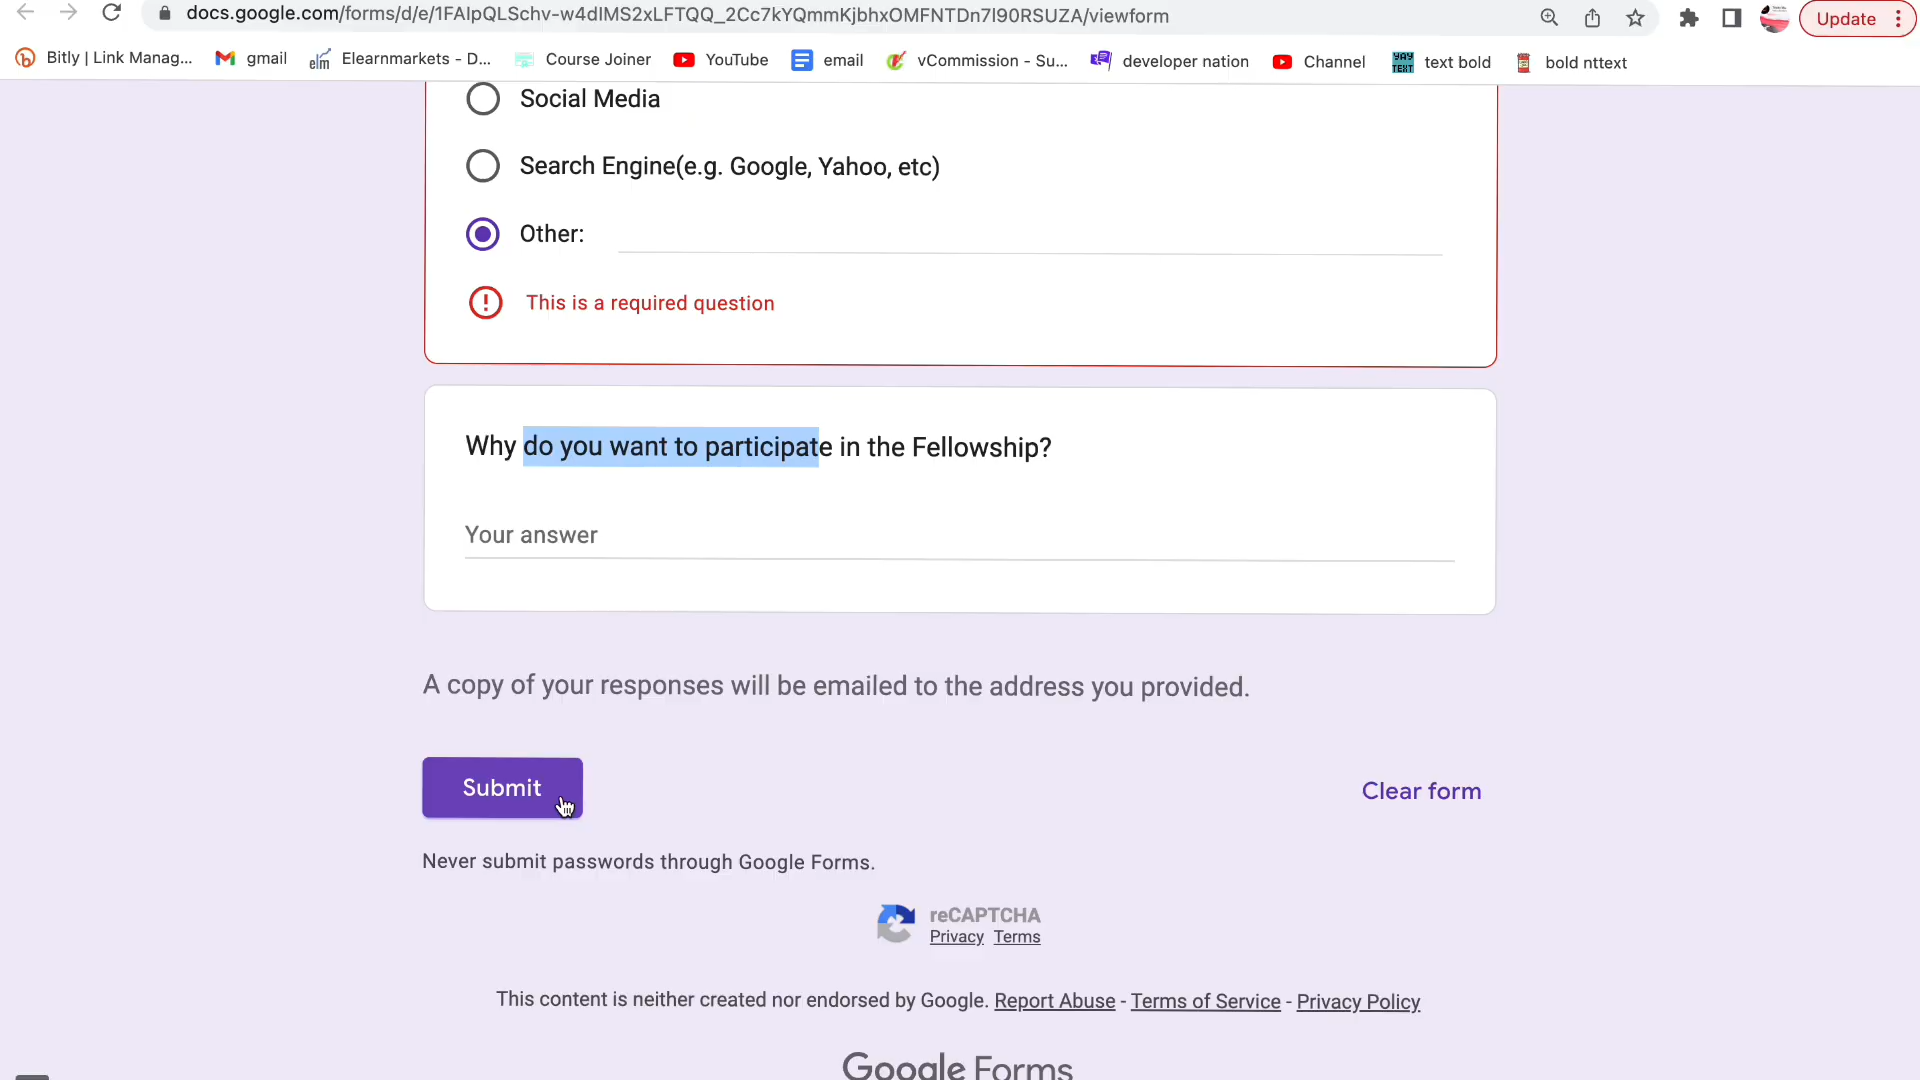 docs.google.com/forms/d/e/1FAIpQLSchv-w4dIMS2xLFTQQ_2Cc7kYQmmKjbhxOMFNTDn7I90RSUZA/viewform
Update
Bitly | Link Manag... gmail Elearnmarkets - D... Course Joiner YouTube email vCommission - Su... developer nation Channel text bold bold nttext
Social Media
Search Engine(e.g. Google, Yahoo, etc)
Other:
This is a required question
Why do you want to participate in the Fellowship?
Your answer
A copy of your responses will be emailed to the address you provided.
Submit
Clear form
Never submit passwords through Google Forms.
reCAPTCHA
Privacy Terms
This content is neither created nor endorsed by Google. Report Abuse - Terms of Service - Privacy Policy
Google Forms